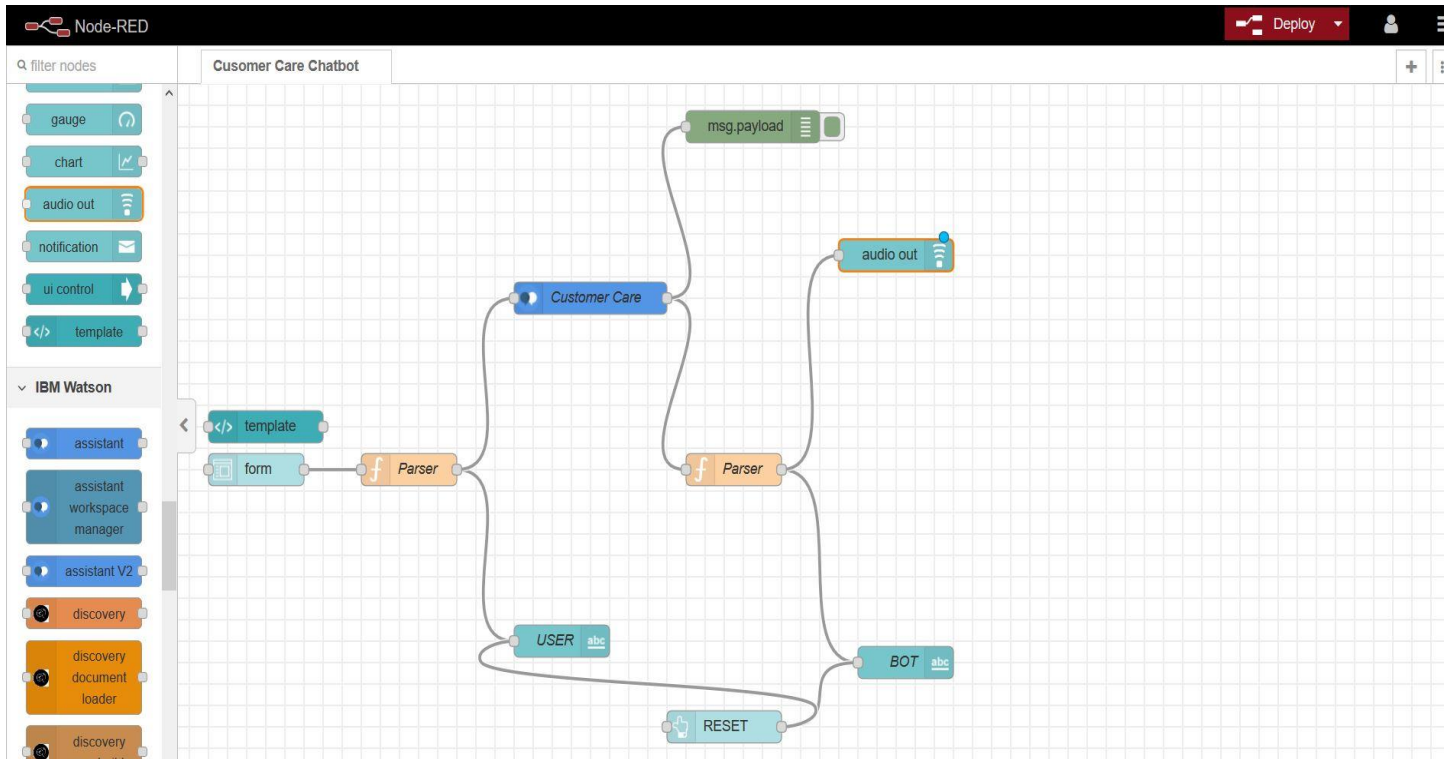 Node-RED
Deploy
filter nodes
Cusomer Care Chatbot
gauge
chart
audio out
notification
ui control
</> template
IBM Watson
assistant
assistant
workspace
manager
assistant V2
discovery
discovery
document
loader
discovery
msg.payload
audio out
Customer Care
</> template
form
f Parser
f Parser
USER abc
BOT abc
RESET